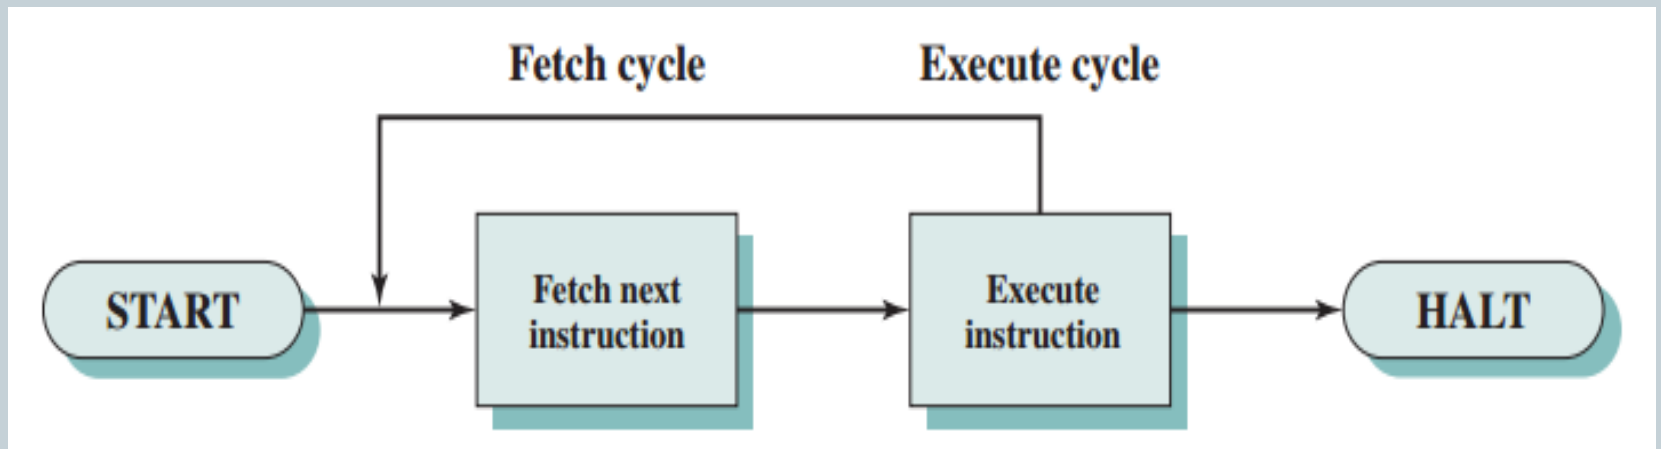 Fetch cycle
Execute cycle
START
Fetch next
instruction
Execute
instruction
HALT